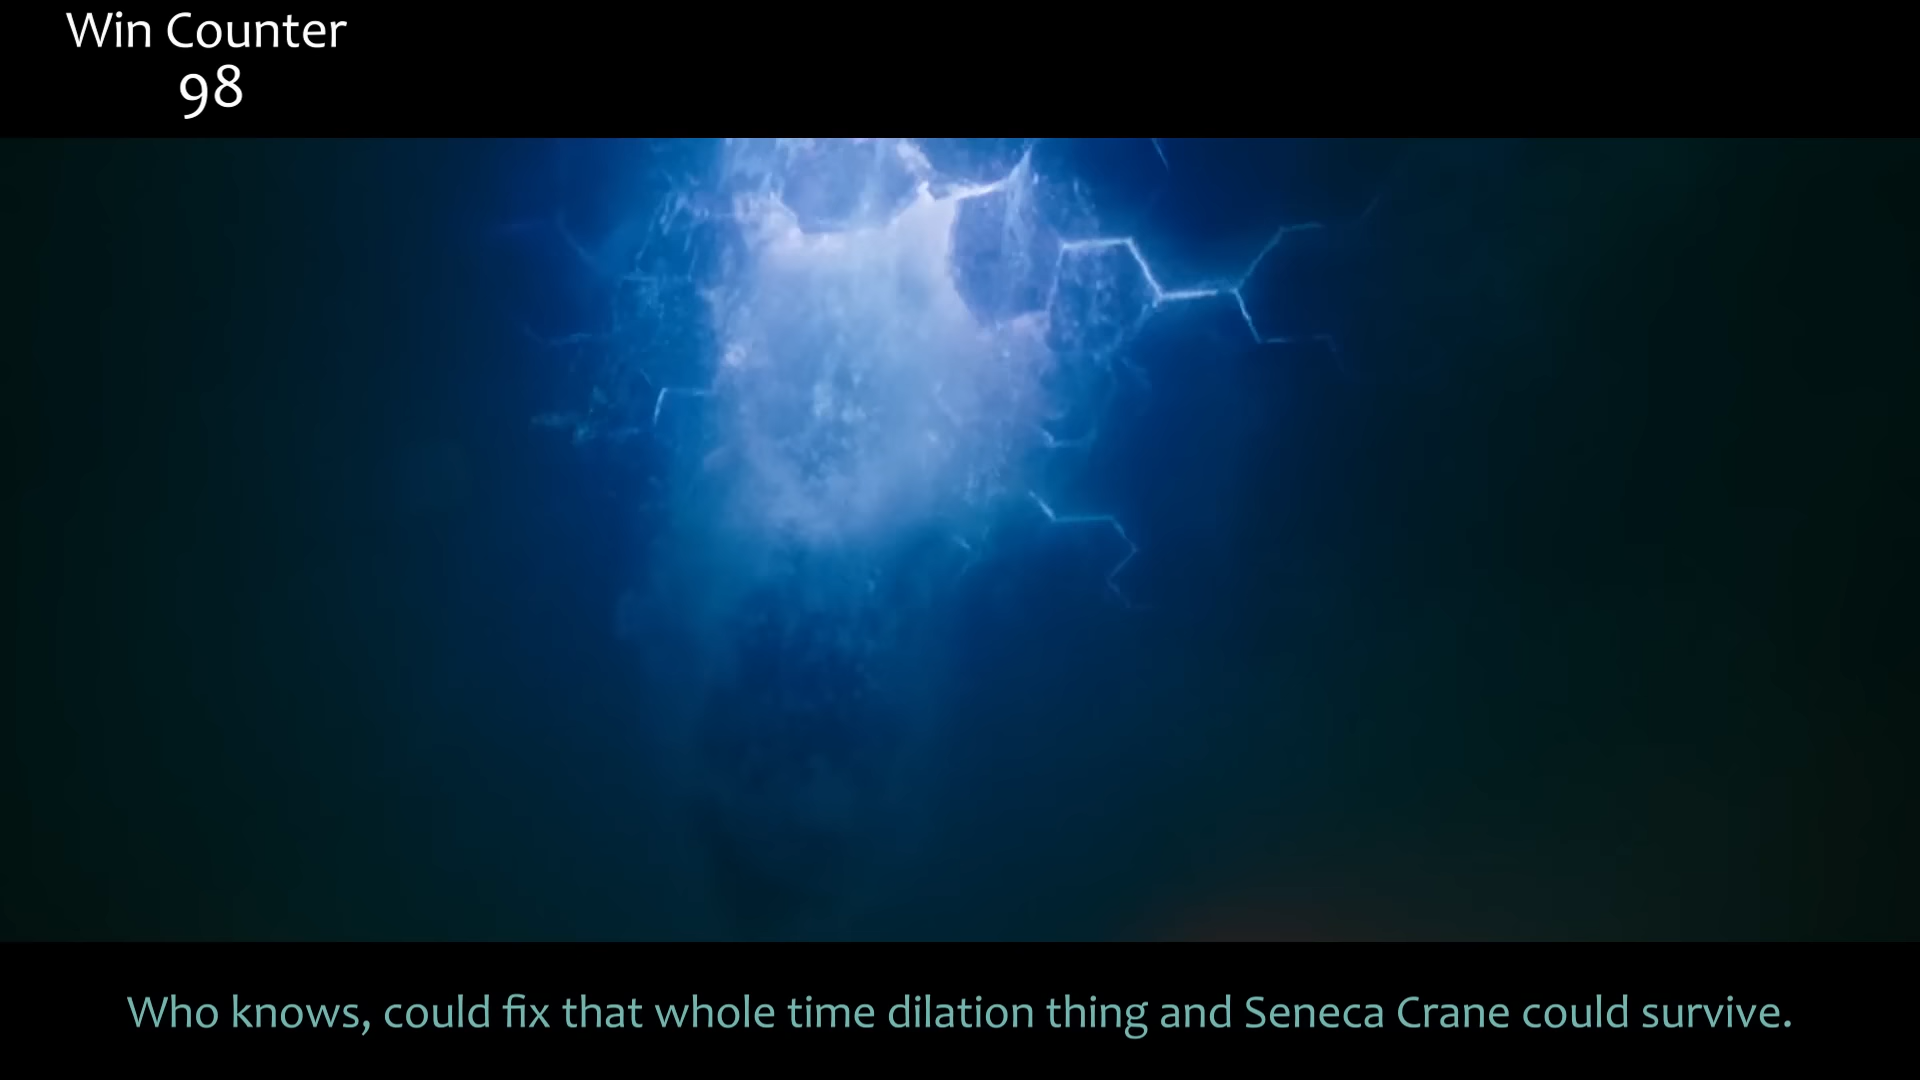 Win Counter
98
Who knows, could fix that whole time dilation thing and Seneca Crane could survive.